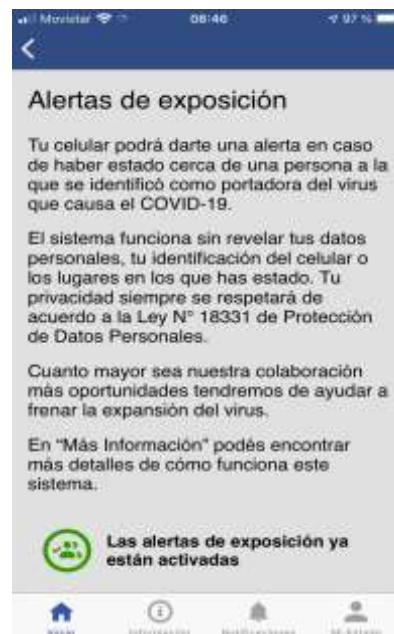 Movistar 08:46 97 %
Alertas de exposición
Tu celular podrá darte una alerta en caso
de haber estado cerca de una persona a la
que se identificó como portadora del virus
que causa el COVID-19.
El sistema funciona sin revelar tus datos
personales, tu identificación del celular o
los lugares en los que has estado. Tu
privacidad siempre se respetará de
acuerdo a la Ley N° 18331 de Protección
de Datos Personales.
Cuanto mayor sea nuestra colaboración
más oportunidades tendremos de ayudar a
frenar la expansión del virus.
En “Más Información” podés encontrar
más detalles de cómo funciona este
sistema.
Las alertas de exposición ya
están activadas